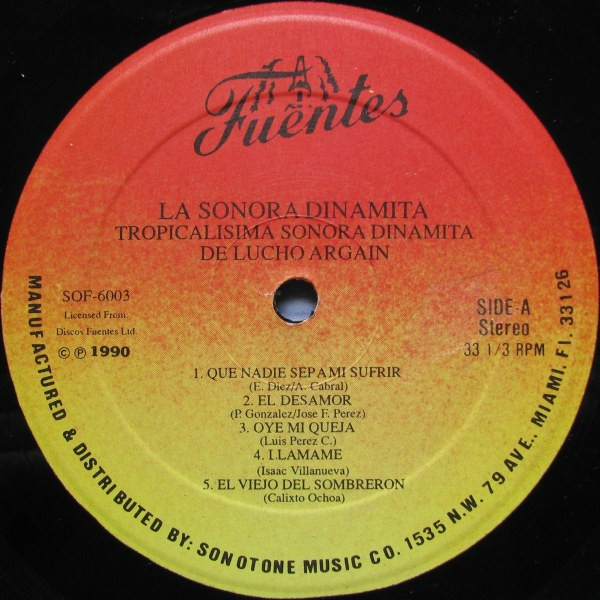 Fuentes
LA SONORA DINAMITA
TROPICALISIMA SONORA DINAMITA
DE LUCHO ARGAIN
SOF-6003
Licensed From:
Discos Fuentes Ltd.
© ℗ 1990
SIDE A
Stereo
33 1/3 RPM
1. QUE NADIE SEPA MI SUFRIR
(E. Diez/A. Cabral)
2. EL DESAMOR
(P. Gonzalez/Jose F. Perez)
3. OYE MI QUEJA
(Luis Perez C.)
4. LLAMAME
(Isaac Villanueva)
5. EL VIEJO DEL SOMBRERON
(Calixto Ochoa)
MANUFACTURED & DISTRIBUTED BY: SONOTONE MUSIC CO. 1535 N.W. 79 AVE., MIAMI. Fl. 33126